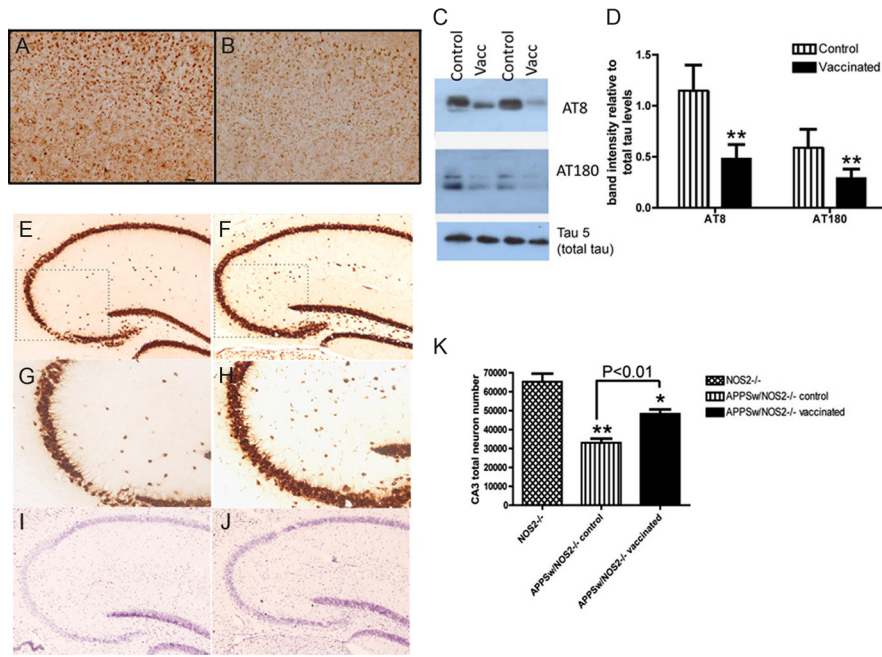 A
B
C
Control
Vacc
Control
Vacc
AT8
AT180
Tau 5
(total tau)
D
band intensity relative to
total tau levels
1.5
1.0
0.5
0.0
**
**
AT8
AT180
Control
Vaccinated
E
F
G
H
I
J
K
CA3 total neuron number
100000
90000
80000
70000
60000
50000
40000
30000
20000
10000
0
P<0.01
**
*
NOS2-/-
APPSw/NOS2-/- control
APPSw/NOS2-/- vaccinated
NOS2-/-
APPSw/NOS2-/- control
APPSw/NOS2-/- vaccinated